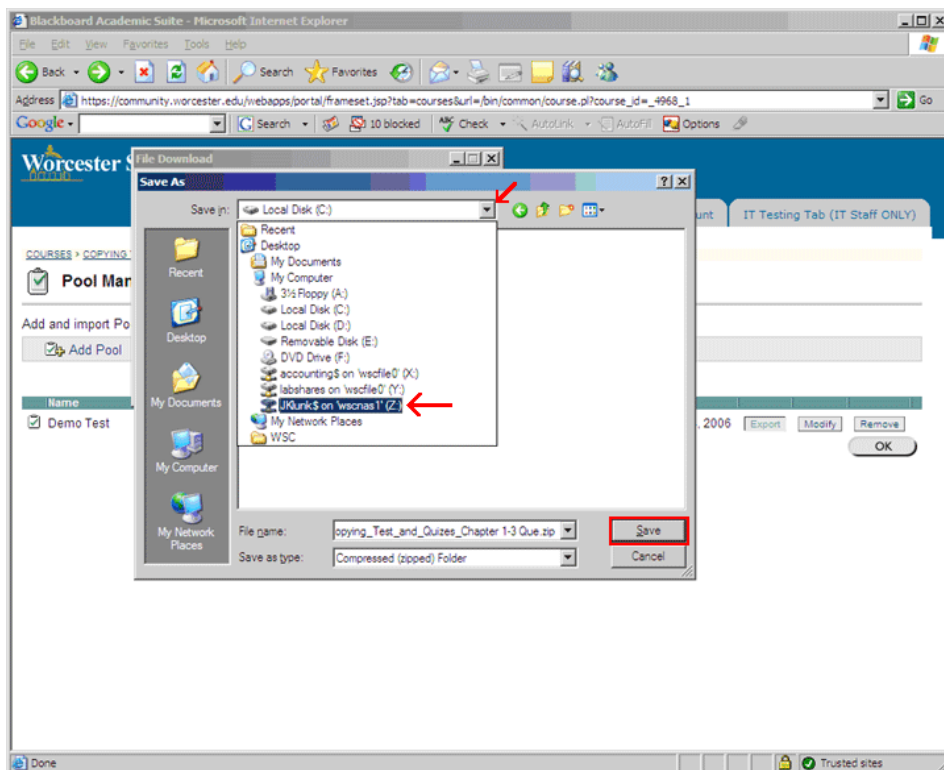 Blackboard Academic Suite - Microsoft Internet Explorer
File Edit View Favorites Tools Help
Back Search Favorites
Address https://community.worcester.edu/webapps/portal/frameset.jsp?tab=courses&url=/bin/common/course.pl?course_id=_4968_1 Go
Google Search 10 blocked ABC Check AutoLink AutoFill Options
Worcester S
File Download
Save As
Save in: Local Disk (C:)
unt IT Testing Tab (IT Staff ONLY)
Recent
Desktop
My Documents
My Computer
3½ Floppy (A:)
Local Disk (C:)
Local Disk (D:)
Removable Disk (E:)
DVD Drive (F:)
accounting$ on 'wscfile0' (X:)
labshares on 'wscfile0' (Y:)
JKlunk$ on 'wscnas1' (Z:)
My Network Places
WSC
Recent
Desktop
My Documents
My Computer
My Network
Places
COURSES > COPYING
Pool Man
Add and import Po
Add Pool
Name
Demo Test , 2006 Export Modify Remove
OK
File name: opying_Test_and_Quizes_Chapter 1-3 Que.zip Save
Save as type: Compressed (zipped) Folder Cancel
Done Trusted sites